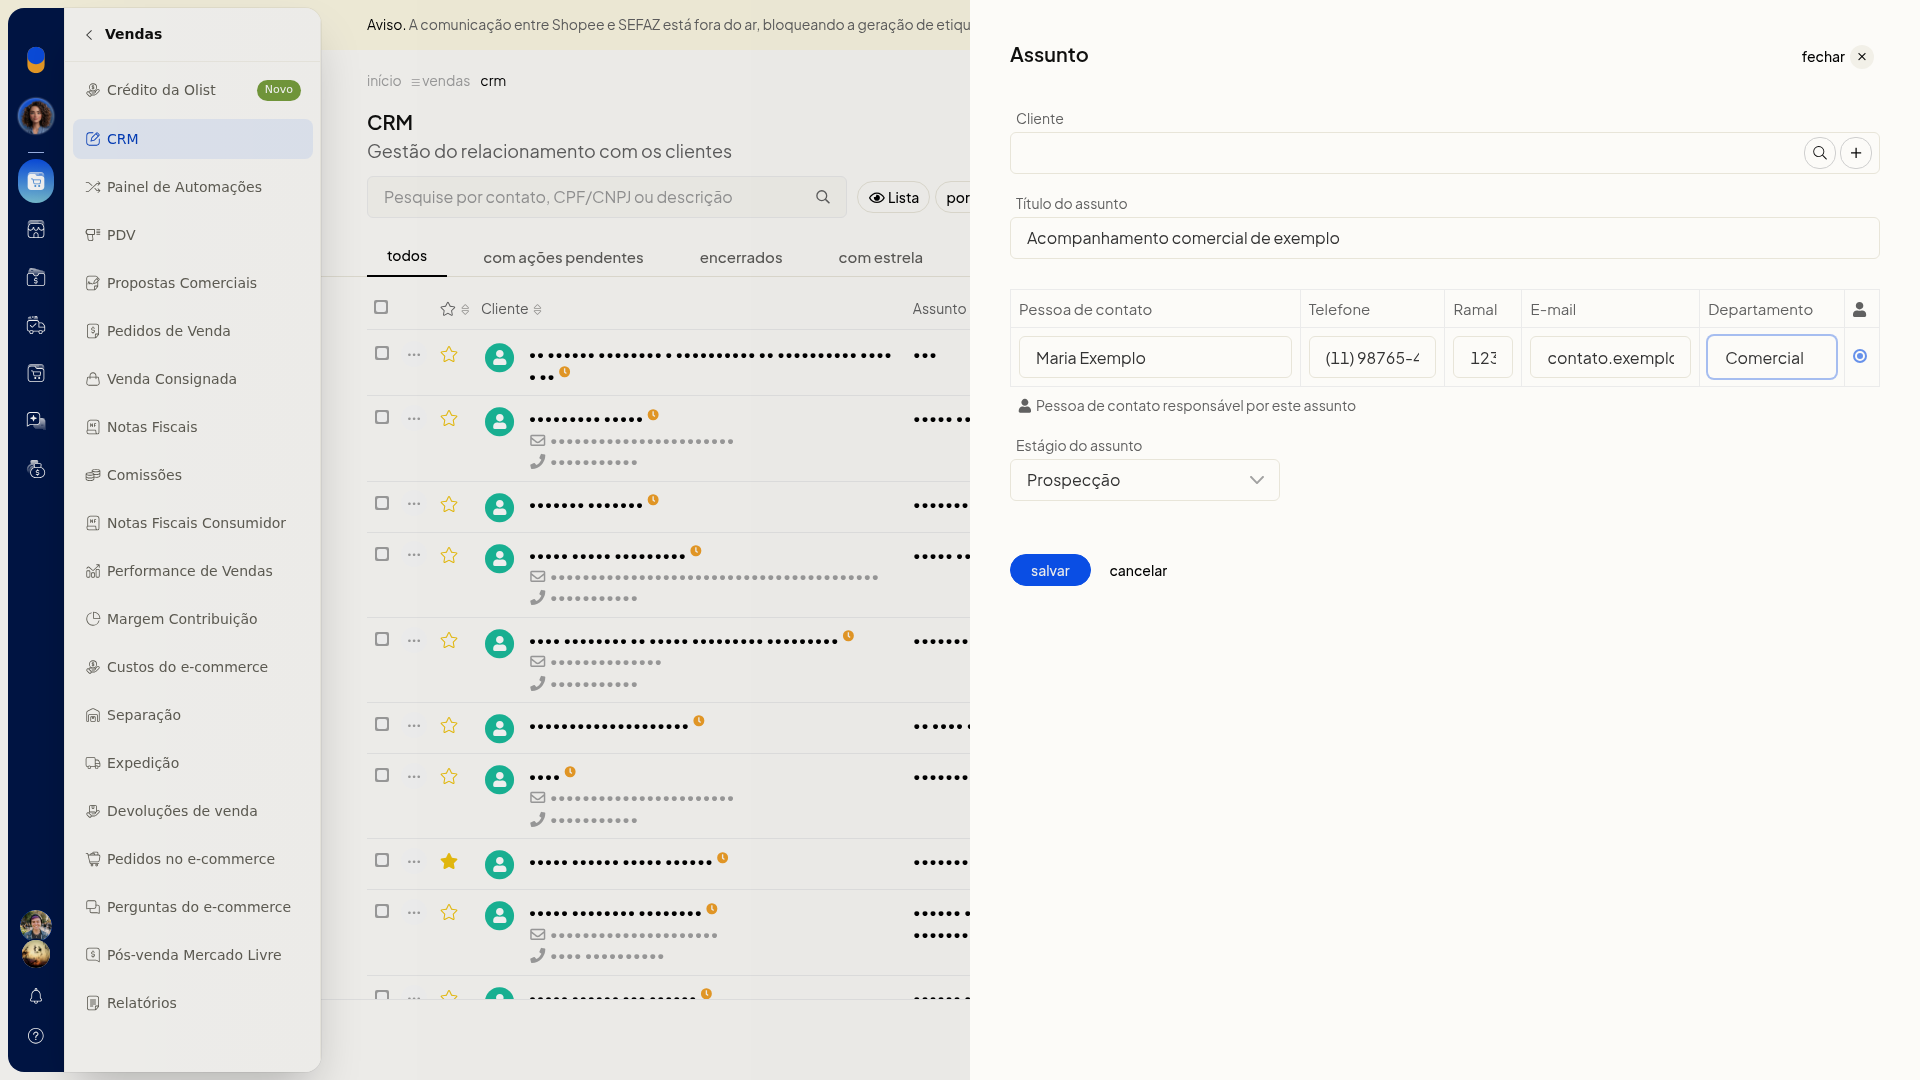 Vendas
Crédito da Olist
Novo
CRM
Painel de Automações
PDV
Propostas Comerciais
Pedidos de Venda
Venda Consignada
Notas Fiscais
Comissões
Notas Fiscais Consumidor
Performance de Vendas
Margem Contribuição
Custos do e-commerce
Separação
Expedição
Devoluções de venda
Pedidos no e-commerce
Perguntas do e-commerce
Pós-venda Mercado Livre
Relatórios
Aviso. A comunicação entre Shopee e SEFAZ está fora do ar, bloqueando a geração de etiqu
início vendas crm
CRM
Gestão do relacionamento com os clientes
Pesquise por contato, CPF/CNPJ ou descrição
Lista
por
todos
com ações pendentes
encerrados
com estrela
Cliente
Assunto
Assunto
fechar
Cliente
Título do assunto
Acompanhamento comercial de exemplo
Pessoa de contato Telefone Ramal E-mail Departamento
Maria Exemplo (11) 98765-4 123 contato.exemplo Comercial
Pessoa de contato responsável por este assunto
Estágio do assunto
Prospecção
salvar
cancelar